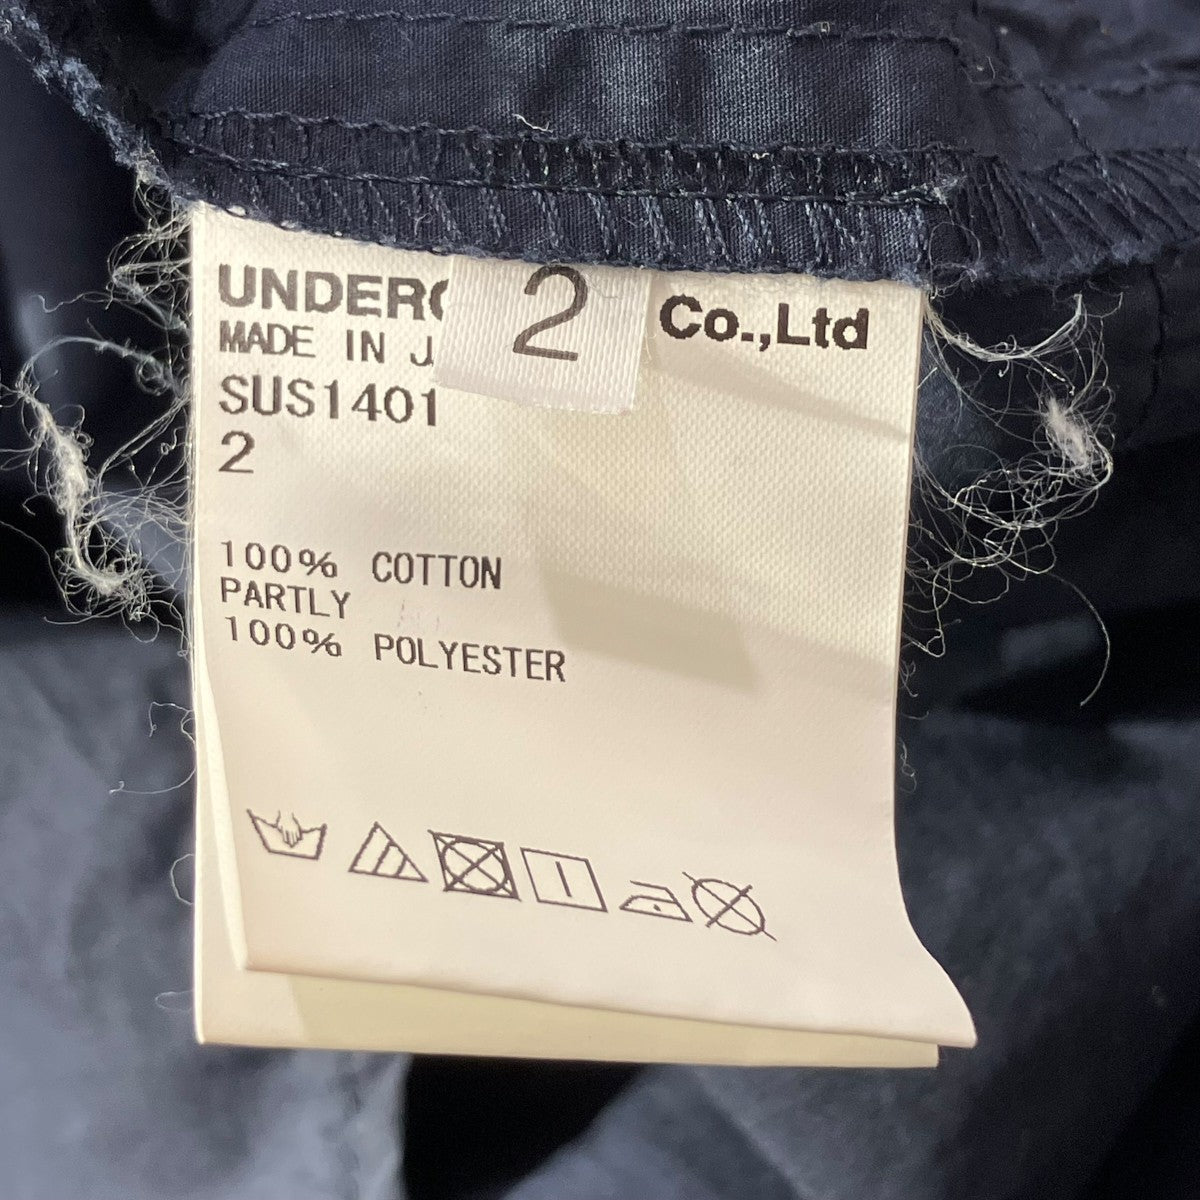 UNDERC Co.,Ltd
2
MADE IN J
SUS1401
2
100% COTTON
PARTLY
100% POLYESTER